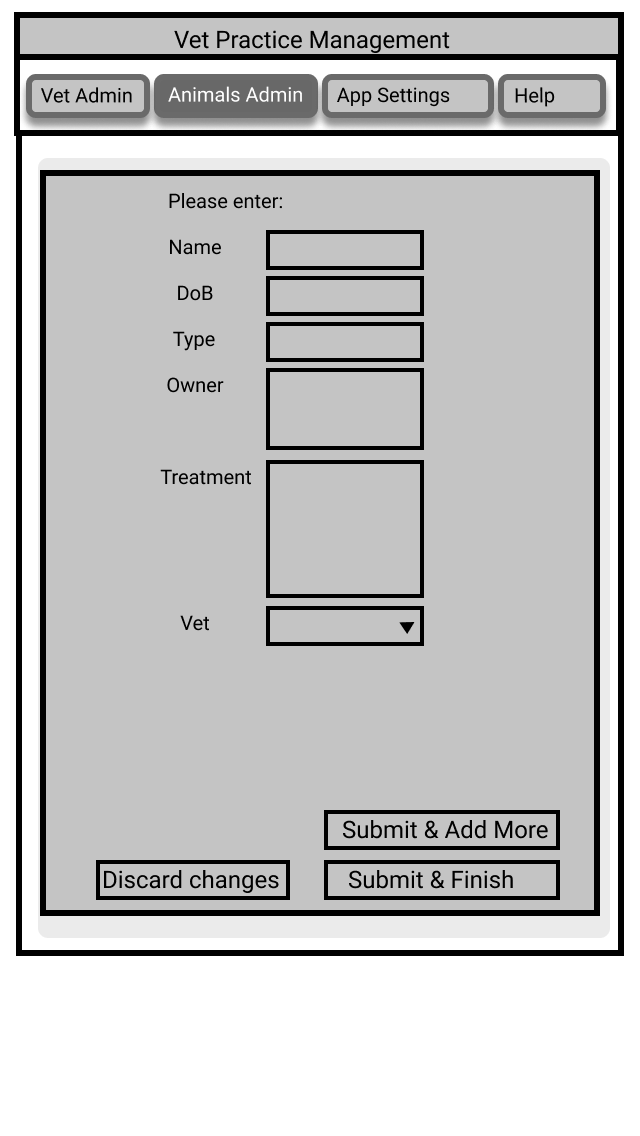 Vet Practice Management
Vet Admin
Animals Admin
App Settings
Help
Please enter:
Name
DoB
Type
Owner
Treatment
Vet
Submit & Add More
Discard changes
Submit & Finish